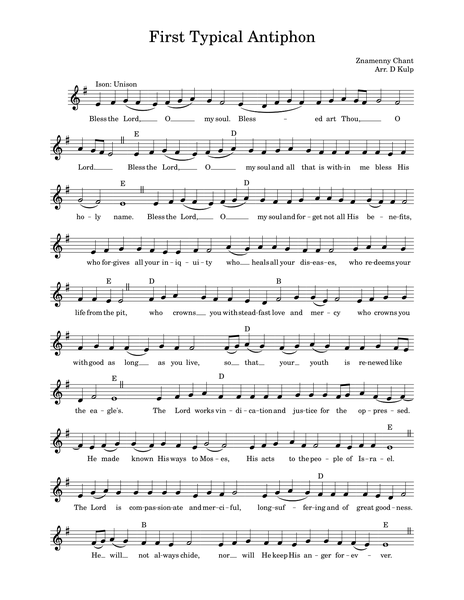 First Typical Antiphon
Znamenny Chant
Arr. D Kulp
Ison: Unison
Bless the Lord, O my soul. Bless - ed art Thou, O
E D
Lord Bless the Lord, O my soul and all that is with-in me bless His
E D
ho-ly name. Bless the Lord, O my soul and for-get not all His be-ne-fits,
who for-gives all your in-iq-ui-ty who heals all your dis-eas-es, who re-deems your
E D B
life from the pit, who crowns you with stead-fast love and mer-cy who crowns you
D
with good as long as you live, so that your youth is re-newed like
E
the ea-gle's. The Lord works vin-di-ca-tion and jus-tice for the op-pres-sed.
E
He made known His ways to Mos-es, His acts to the peo-ple of Is-ra-el.
D
The Lord is com-pas-sion-ate and mer-ci-ful, long-suf-fer-ing and of great good-ness.
B E
He will not al-ways chide, nor will He keep His an-ger for-ev-er.